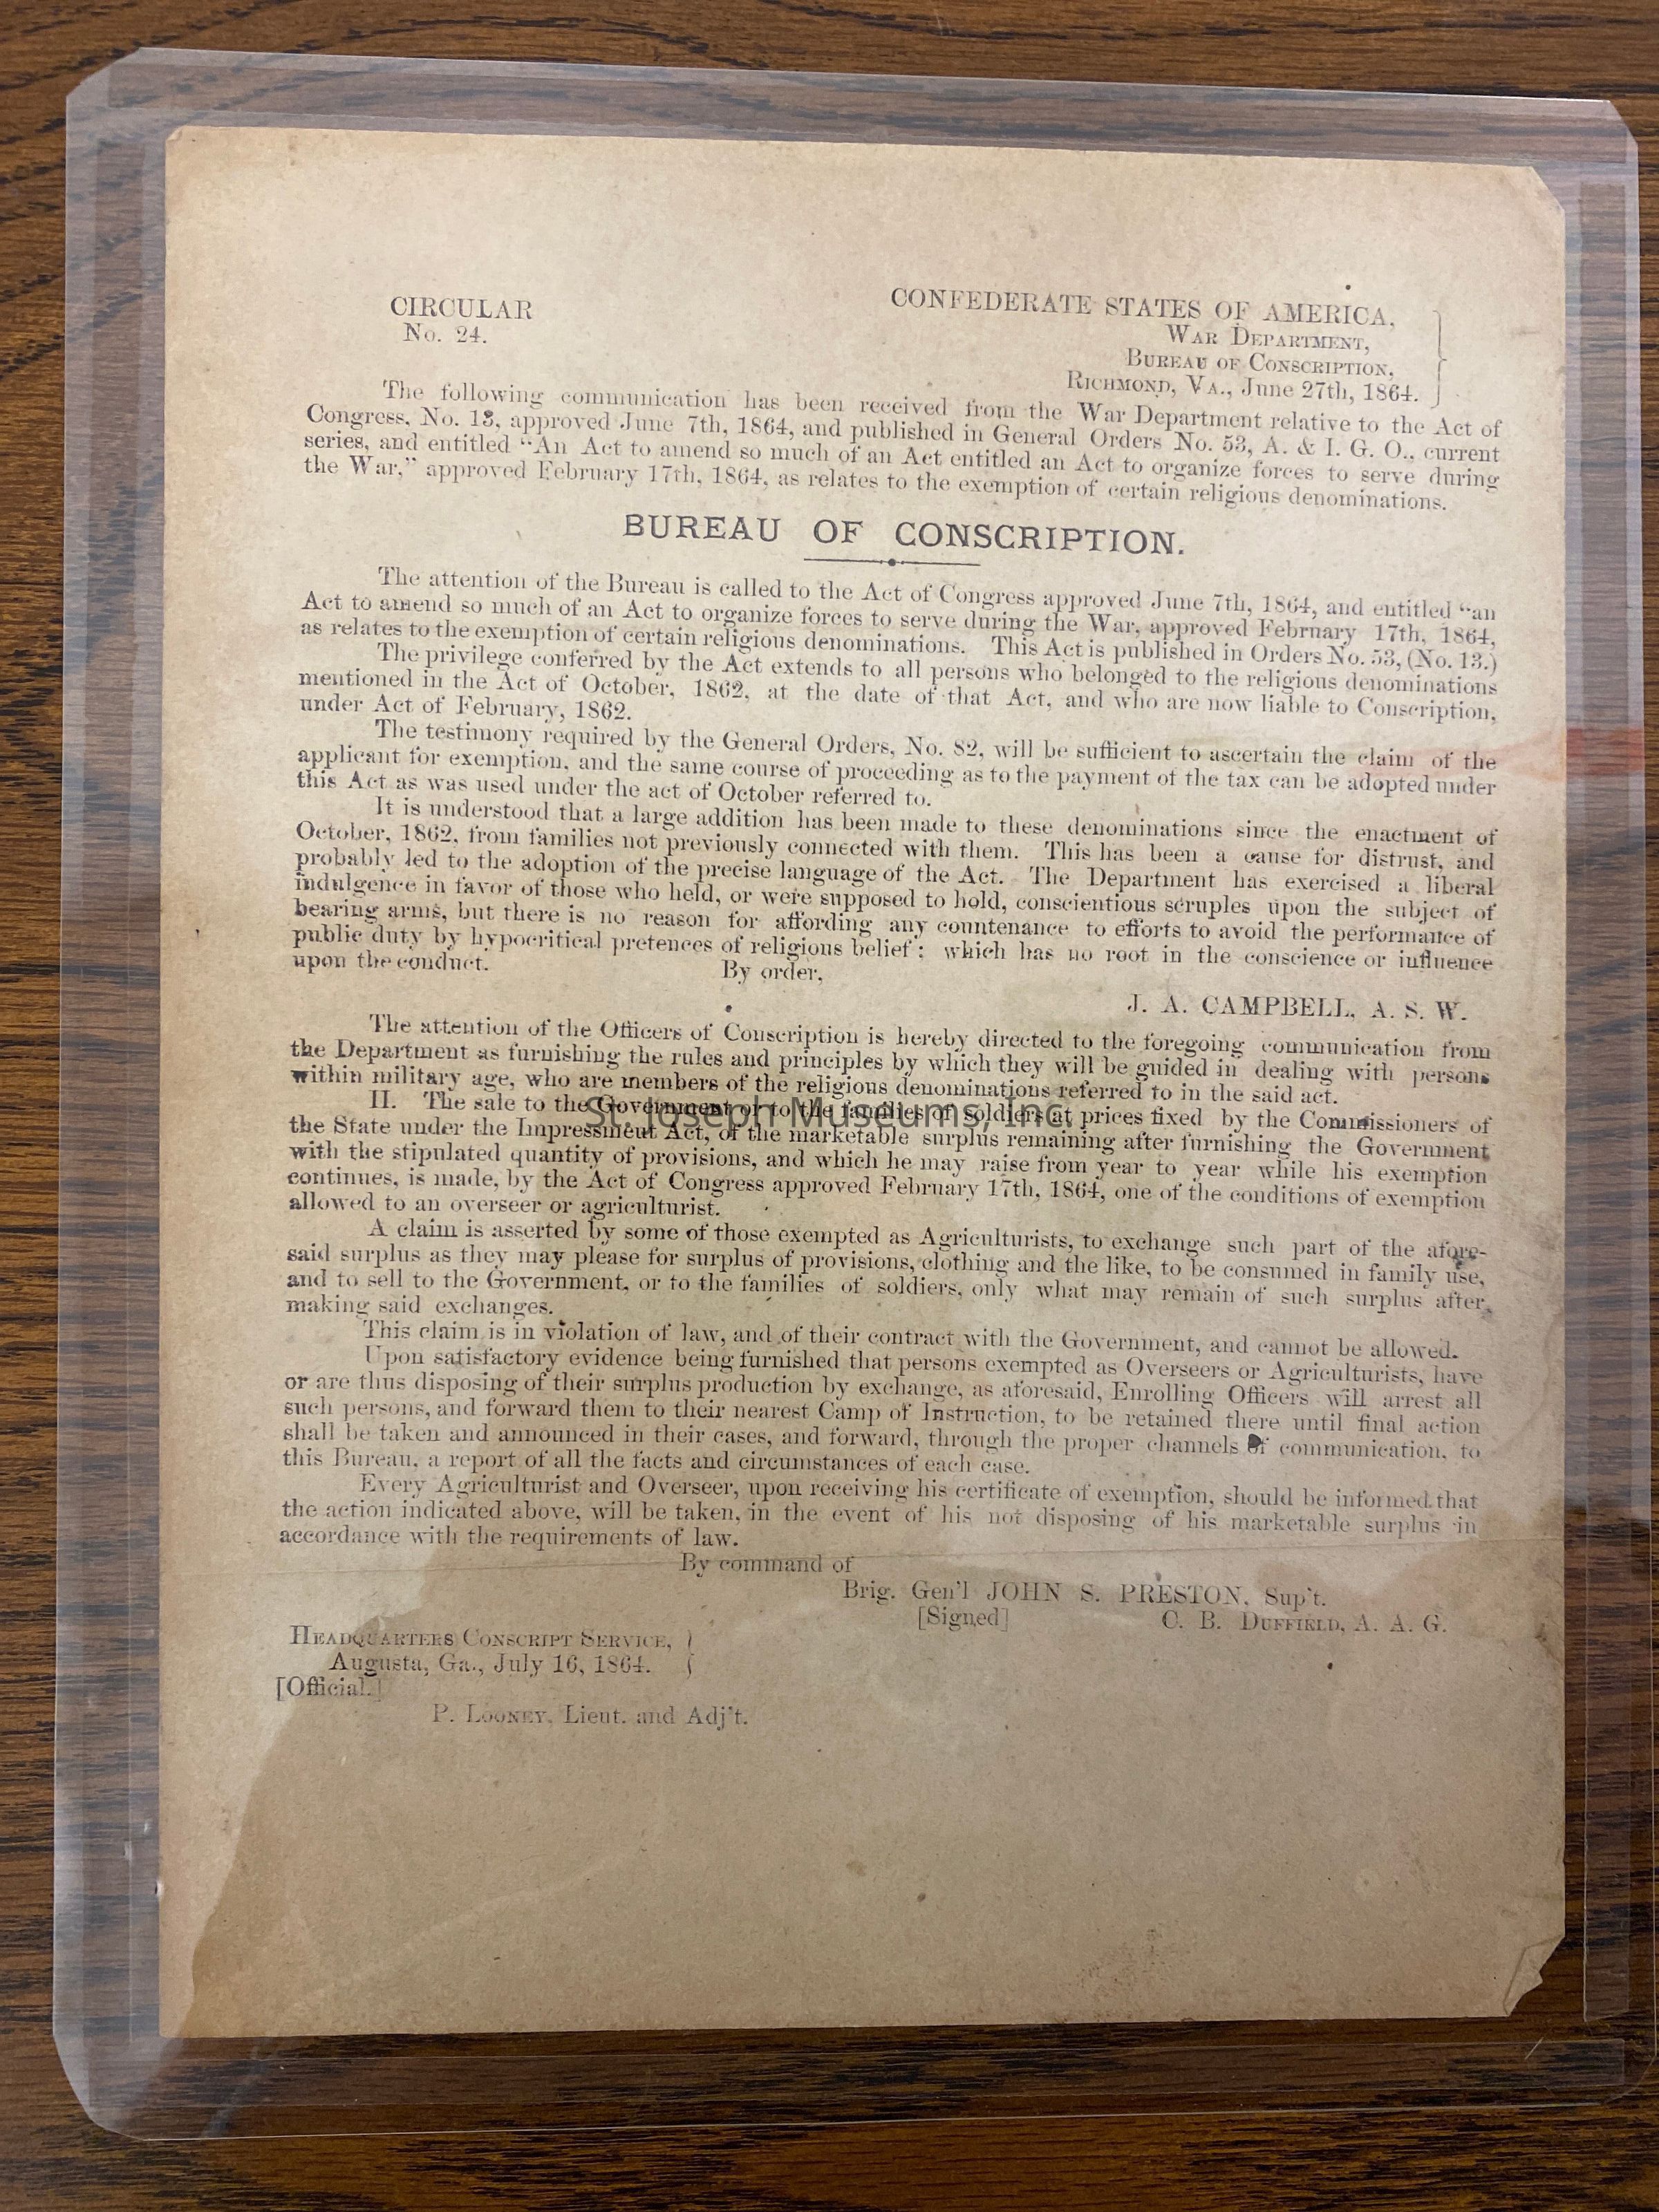 CIRCULAR
No. 24.
CONFEDERATE STATES OF AMERICA,
WAR DEPARTMENT,
BUREAU OF CONSCRIPTION,
RICHMOND, VA., June 27th, 1864.
The following communication has been received from the War Department relative to the Act of
Congress, No. 13, approved June 7th, 1864, and published in General Orders No. 53, A. & I. G. O., current
series, and entitled "An Act to amend so much of an Act entitled an Act to organize forces to serve during
the War," approved February 17th, 1864, as relates to the exemption of certain religious denominations.
BUREAU OF CONSCRIPTION.
The attention of the Bureau is called to the Act of Congress approved June 7th, 1864, and entitled "an
Act to amend so much of an Act to organize forces to serve during the War, approved February 17th, 1864,
as relates to the exemption of certain religious denominations. This Act is published in Orders No. 53, (No. 13.)
The privilege conferred by the Act extends to all persons who belonged to the religious denominations
mentioned in the Act of October, 1862, at the date of that Act, and who are now liable to Conscription,
under Act of February, 1862.
The testimony required by the General Orders, No. 82, will be sufficient to ascertain the claim of the
applicant for exemption, and the same course of proceeding as to the payment of the tax can be adopted under
this Act as was used under the act of October referred to.
It is understood that a large addition has been made to these denominations since the enactment of
October, 1862, from families not previously connected with them. This has been a cause for distrust, and
probably led to the adoption of the precise language of the Act. The Department has exercised a liberal
indulgence in favor of those who held, or were supposed to hold, conscientious scruples upon the subject of
bearing arms, but there is no reason for affording any countenance to efforts to avoid the performance of
public duty by hypocritical pretences of religious belief; which has no root in the conscience or influence
upon the conduct.
By order,
J. A. CAMPBELL, A. S. W.
The attention of the Officers of Conscription is hereby directed to the foregoing communication from
the Department as furnishing the rules and principles by which they will be guided in dealing with persons
within military age, who are members of the religious denominations referred to in the said act.
II. The sale to the Government or to the families of soldiers at prices fixed by the Commissioners of
St. Joseph Museums, Inc.
the State under the Impressment Act, of the marketable surplus remaining after furnishing the Government
with the stipulated quantity of provisions, and which he may raise from year to year while his exemption
continues, is made, by the Act of Congress approved February 17th, 1864, one of the conditions of exemption
allowed to an overseer or agriculturist.
A claim is asserted by some of those exempted as Agriculturists, to exchange such part of the afore-
said surplus as they may please for surplus of provisions, clothing and the like, to be consumed in family use,
and to sell to the Government, or to the families of soldiers, only what may remain of such surplus after,
making said exchanges.
This claim is in violation of law, and of their contract with the Government, and cannot be allowed.
Upon satisfactory evidence being furnished that persons exempted as Overseers or Agriculturists, have
or are thus disposing of their surplus production by exchange, as aforesaid, Enrolling Officers will arrest all
such persons, and forward them to their nearest Camp of Instruction, to be retained there until final action
shall be taken and announced in their cases, and forward, through the proper channels of communication, to
this Bureau, a report of all the facts and circumstances of each case.
Every Agriculturist and Overseer, upon receiving his certificate of exemption, should be informed that
the action indicated above, will be taken, in the event of his not disposing of his marketable surplus in
accordance with the requirements of law.
By command of
Brig. Gen'l JOHN S. PRESTON, Sup't.
[Signed] C. B. DUFFIELD, A. A. G.
HEADQUARTERS CONSCRIPT SERVICE,
Augusta, Ga., July 16, 1864.
[Official.]
P. LOONEY, Lieut. and Adj't.